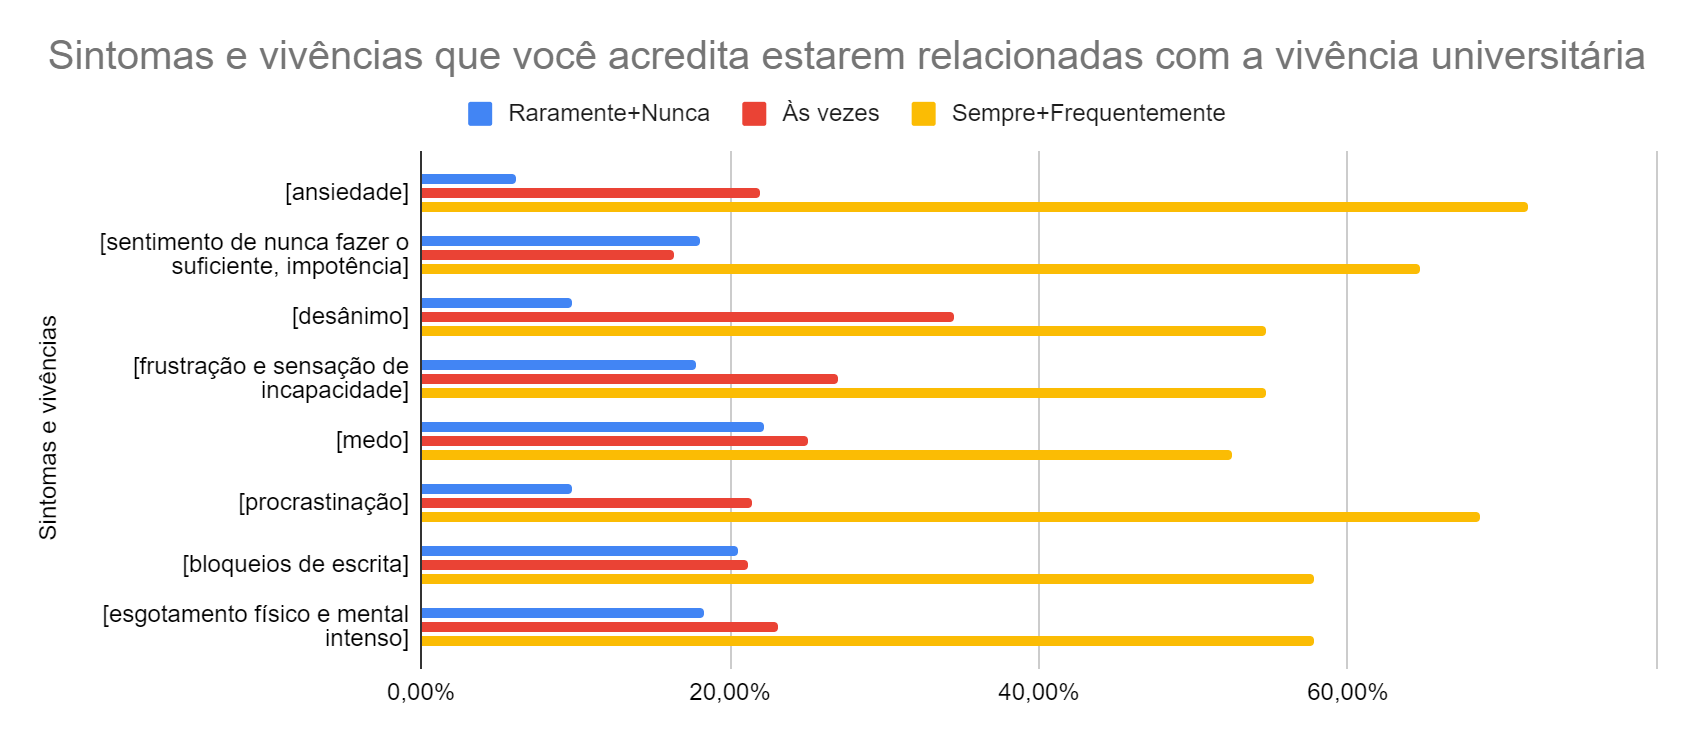 Sintomas e vivências que você acredita estarem relacionadas com a vivência universitária
Raramente+Nunca
Às vezes
Sempre+Frequentemente
Sintomas e vivências
[ansiedade]
[sentimento de nunca fazer o
suficiente, impotência]
[desânimo]
[frustração e sensação de
incapacidade]
[medo]
[procrastinação]
[bloqueios de escrita]
[esgotamento físico e mental
intenso]
0,00%
20,00%
40,00%
60,00%